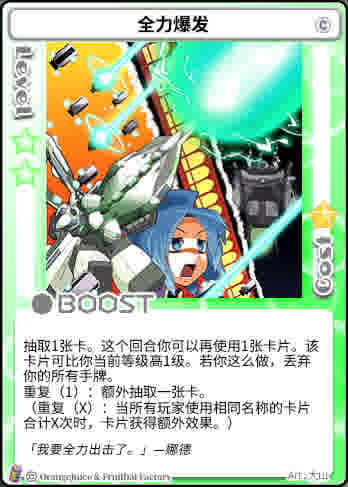 全力爆发
C
Level
Cost
BOOST
抽取1张卡。这个回合你可以再使用1张卡片。该
卡片可比你当前等级高1级。若你这么做，丢弃
你的所有手牌。
重复（1）：额外抽取一张卡。
（重复（X）：当所有玩家使用相同名称的卡片
合计X次时，卡片获得额外效果。）
「我要全力出击了。」—娜德
© OrangeJuice & Fruitbat Factory
Art : 大山